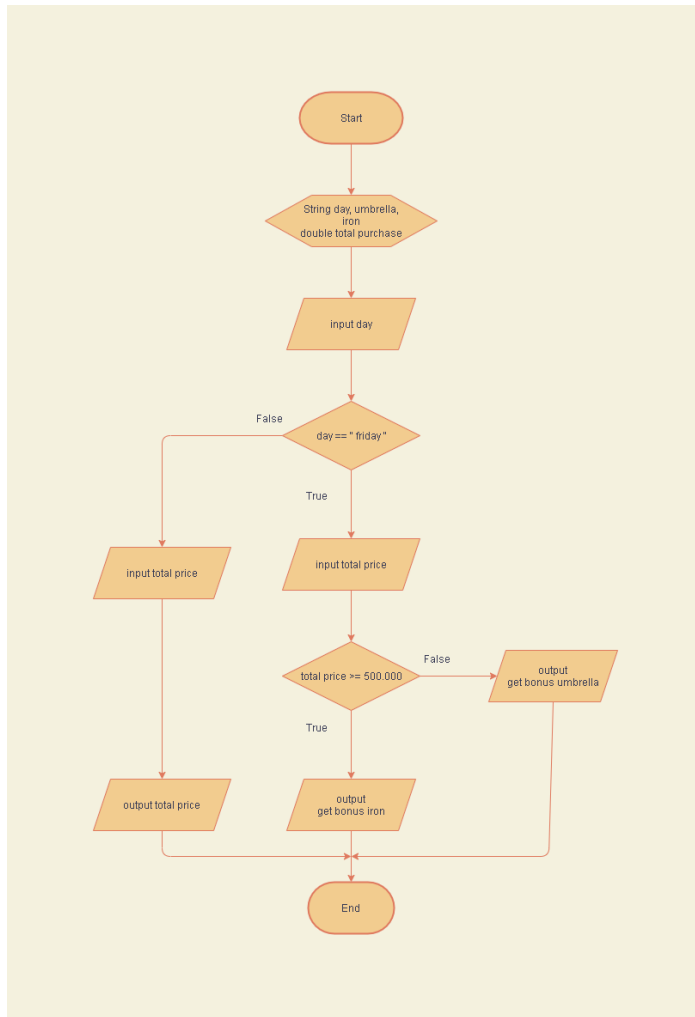 Start
String day, umbrella,
iron
double total purchase
input day
False
day == " friday"
True
input total price
input total price
False
total price >= 500.000
output
get bonus umbrella
True
output total price
output
get bonus iron
End